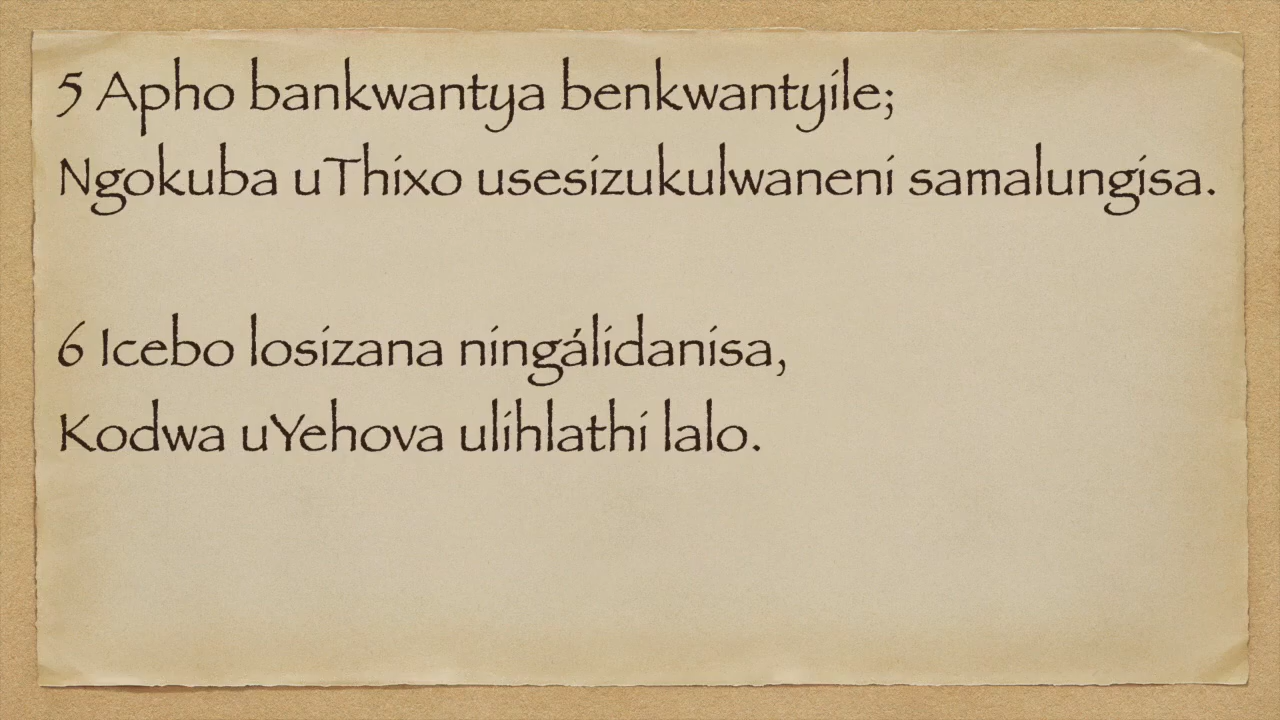 5 Apho bankwantya benkwantyile;
Ngokuba uThixo usesizukulwaneni samalungisa.
6 Icebo losizana ningálidanisa,
Kodwa uYehova ulihlathi lalo.